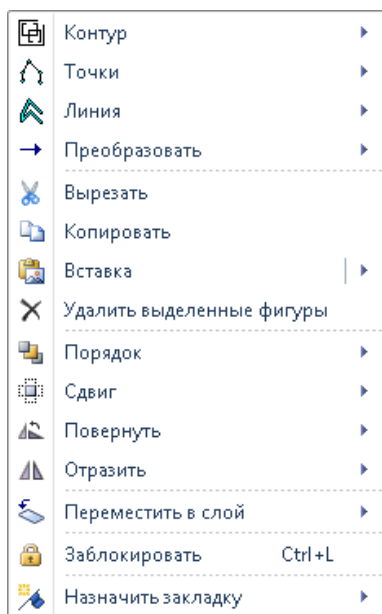 Контур
Точки
Линия
Преобразовать
Вырезать
Копировать
Вставка
Удалить выделенные фигуры
Порядок
Сдвиг
Повернуть
Отразить
Переместить в слой
Заблокировать Ctrl+L
Назначить закладку